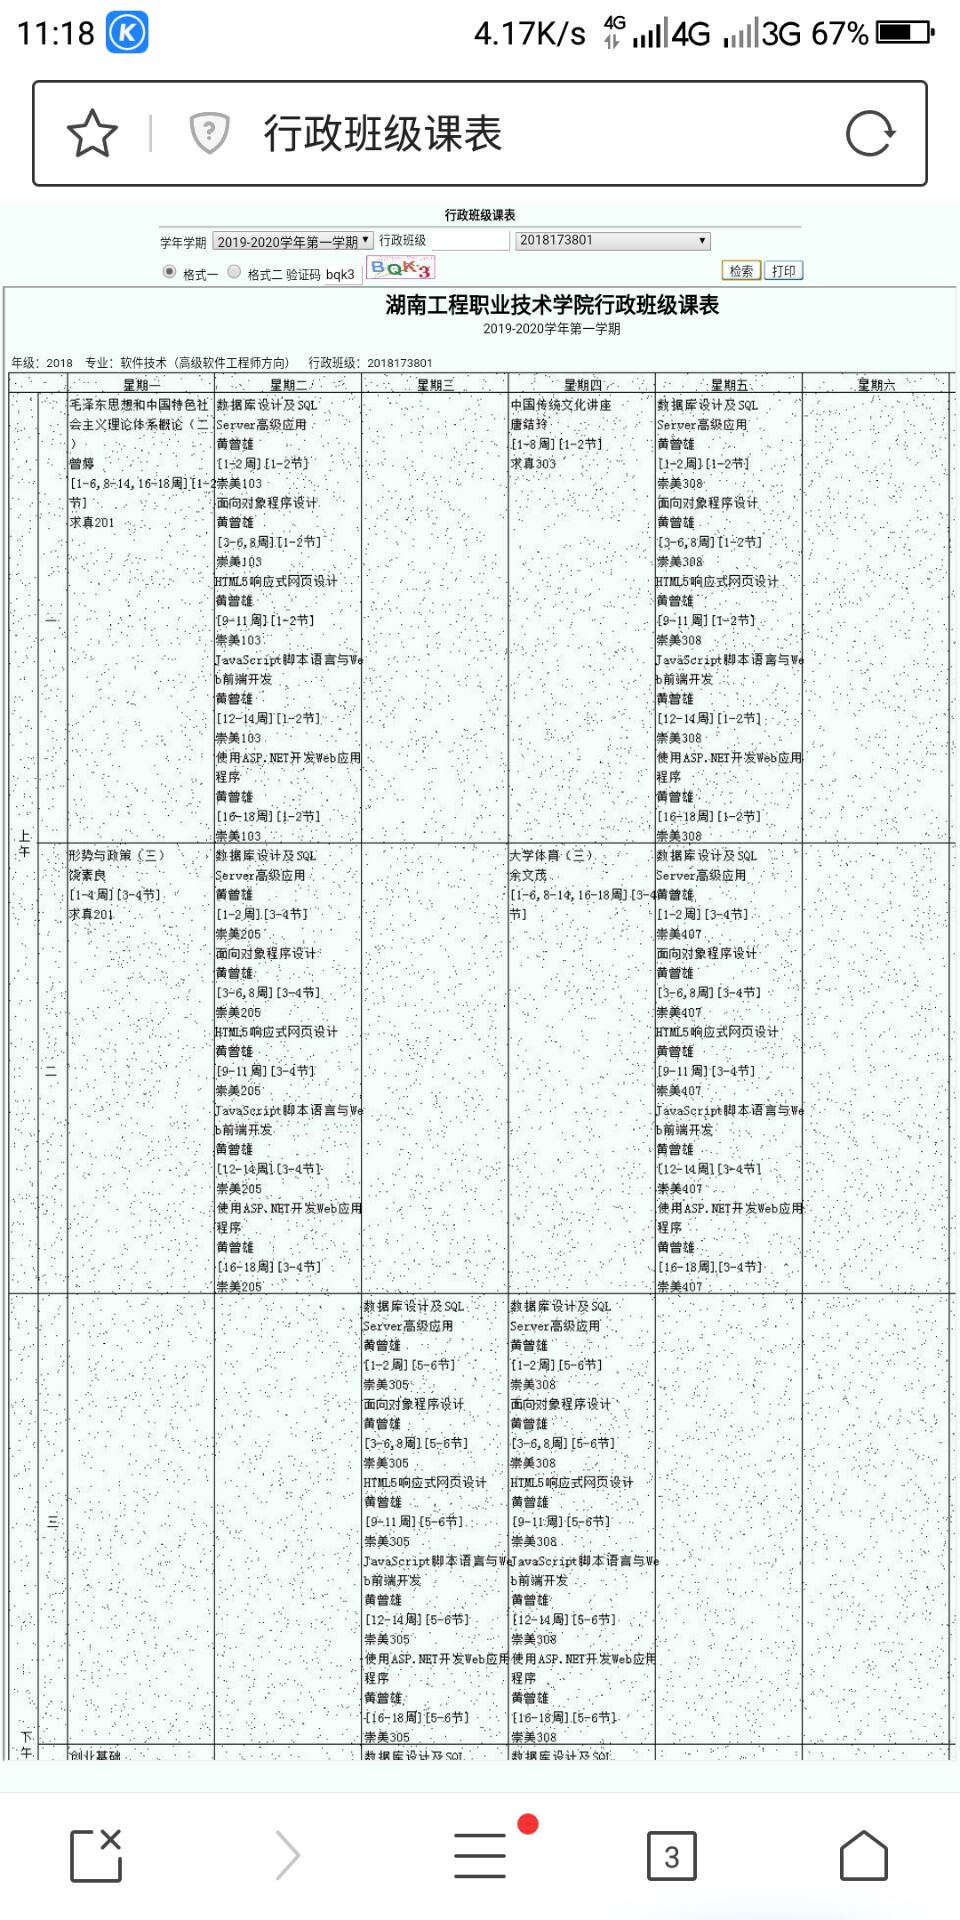 11:18
4.17K/s 4G 4G 3G 67%
行政班级课表
行政班级课表
学年学期 2019-2020学年第一学期 行政班级 2018173801
格式一 格式二 验证码 bqk3 BQK3 检索 打印
湖南工程职业技术学院行政班级课表
2019-2020学年第一学期
年级：2018 专业：软件技术（高级软件工程师方向） 行政班级：2018173801
星期一 星期二 星期三 星期四 星期五 星期六
上午
一
毛泽东思想和中国特色社
会主义理论体系概论（二
）
曾婷
[1-6,8-14,16-18周][1-2
节]
求真201
数据库设计及SQL
Server高级应用
黄曾雄
[1-2周][1-2节]
崇美103
面向对象程序设计
黄曾雄
[3-6,8周][1-2节]
崇美103
HTML5响应式网页设计
黄曾雄
[9-11周][1-2节]
崇美103
JavaScript脚本语言与We
b前端开发
黄曾雄
[12-14周][1-2节]
崇美103
使用ASP.NET开发Web应用
程序
黄曾雄
[16-18周][1-2节]
崇美103
中国传统文化讲座
唐结玲
[1-8周][1-2节]
求真303
数据库设计及SQL
Server高级应用
黄曾雄
[1-2周][1-2节]
崇美308
面向对象程序设计
黄曾雄
[3-6,8周][1-2节]
崇美308
HTML5响应式网页设计
黄曾雄
[9-11周][1-2节]
崇美308
JavaScript脚本语言与We
b前端开发
黄曾雄
[12-14周][1-2节]
崇美308
使用ASP.NET开发Web应用
程序
黄曾雄
[16-18周][1-2节]
崇美308
二
形势与政策（三）
饶素良
[1-4周][3-4节]
求真201
数据库设计及SQL
Server高级应用
黄曾雄
[1-2周][3-4节]
崇美205
面向对象程序设计
黄曾雄
[3-6,8周][3-4节]
崇美205
HTML5响应式网页设计
黄曾雄
[9-11周][3-4节]
崇美205
JavaScript脚本语言与We
b前端开发
黄曾雄
[12-14周][3-4节]
崇美205
使用ASP.NET开发Web应用
程序
黄曾雄
[16-18周][3-4节]
崇美205
大学体育（三）
余文茂
[1-6,8-14,16-18周][3-4
节]
数据库设计及SQL
Server高级应用
黄曾雄
[1-2周][3-4节]
崇美407
面向对象程序设计
黄曾雄
[3-6,8周][3-4节]
崇美407
HTML5响应式网页设计
黄曾雄
[9-11周][3-4节]
崇美407
JavaScript脚本语言与We
b前端开发
黄曾雄
[12-14周][3-4节]
崇美407
使用ASP.NET开发Web应用
程序
黄曾雄
[16-18周][3-4节]
崇美407
下午
三
数据库设计及SQL
Server高级应用
黄曾雄
[1-2周][5-6节]
崇美305
面向对象程序设计
黄曾雄
[3-6,8周][5-6节]
崇美305
HTML5响应式网页设计
黄曾雄
[9-11周][5-6节]
崇美305
JavaScript脚本语言与We
b前端开发
黄曾雄
[12-14周][5-6节]
崇美305
使用ASP.NET开发Web应用
程序
黄曾雄
[16-18周][5-6节]
崇美305
数据库设计及SQL
Server高级应用
黄曾雄
[1-2周][5-6节]
崇美308
面向对象程序设计
黄曾雄
[3-6,8周][5-6节]
崇美308
HTML5响应式网页设计
黄曾雄
[9-11周][5-6节]
崇美308
JavaScript脚本语言与We
b前端开发
黄曾雄
[12-14周][5-6节]
崇美308
使用ASP.NET开发Web应用
程序
黄曾雄
[16-18周][5-6节]
崇美308
创业基础
数据库设计及SQL
数据库设计及SQL
3